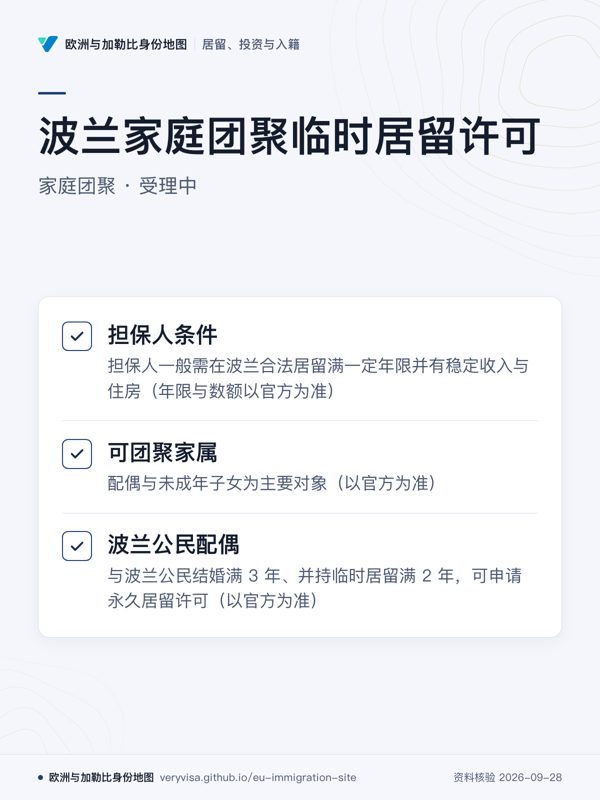 欧洲与加勒比身份地图 居留、投资与入籍
波兰家庭团聚临时居留许可
家庭团聚 · 受理中
担保人条件
担保人一般需在波兰合法居留满一定年限并有稳定收入与
住房（年限与数额以官方为准）
可团聚家属
配偶与未成年子女为主要对象（以官方为准）
波兰公民配偶
与波兰公民结婚满 3 年、并持临时居留满 2 年，可申请
永久居留许可（以官方为准）
欧洲与加勒比身份地图 veryvisa.github.io/eu-immigration-site 资料核验 2026-09-28